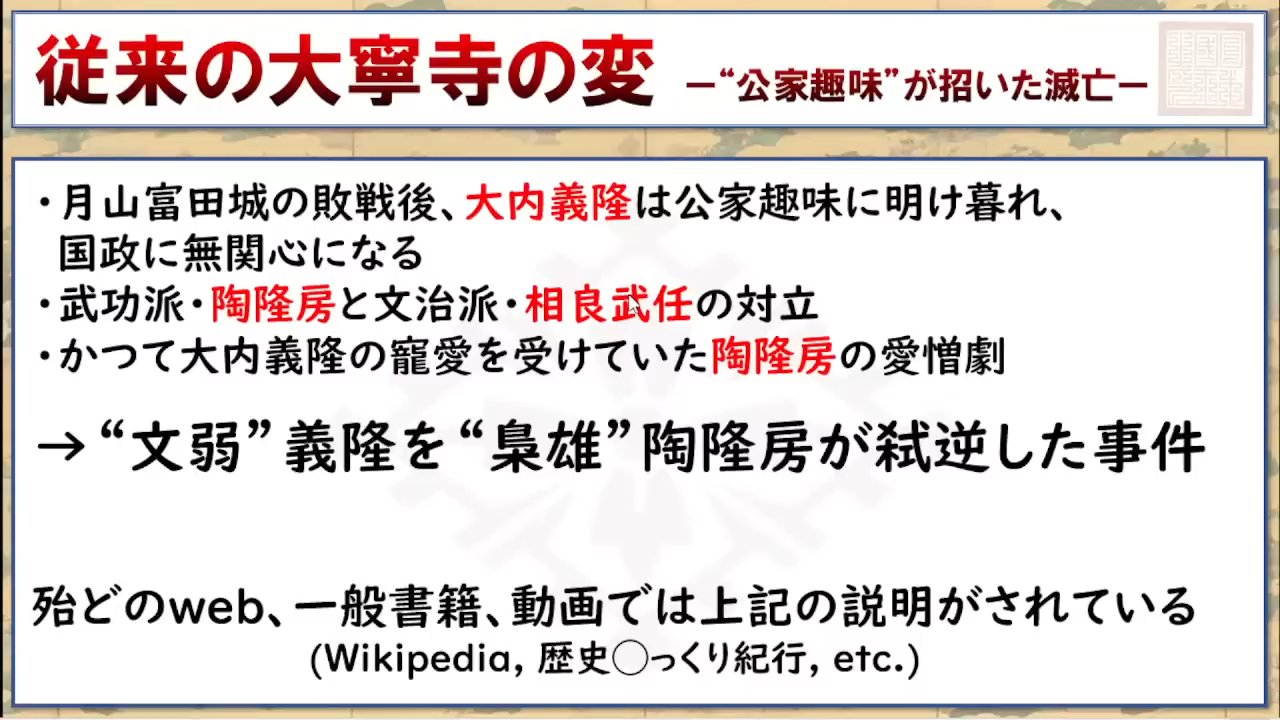 従来の大寧寺の変 ー“公家趣味”が招いた滅亡ー
・月山富田城の敗戦後、大内義隆は公家趣味に明け暮れ、
国政に無関心になる
・武功派・陶隆房と文治派・相良武任の対立
・かつて大内義隆の寵愛を受けていた陶隆房の愛憎劇
→“文弱”義隆を“梟雄”陶隆房が弑逆した事件
殆どのweb、一般書籍、動画では上記の説明がされている
(Wikipedia, 歴史◯っくり紀行, etc.)